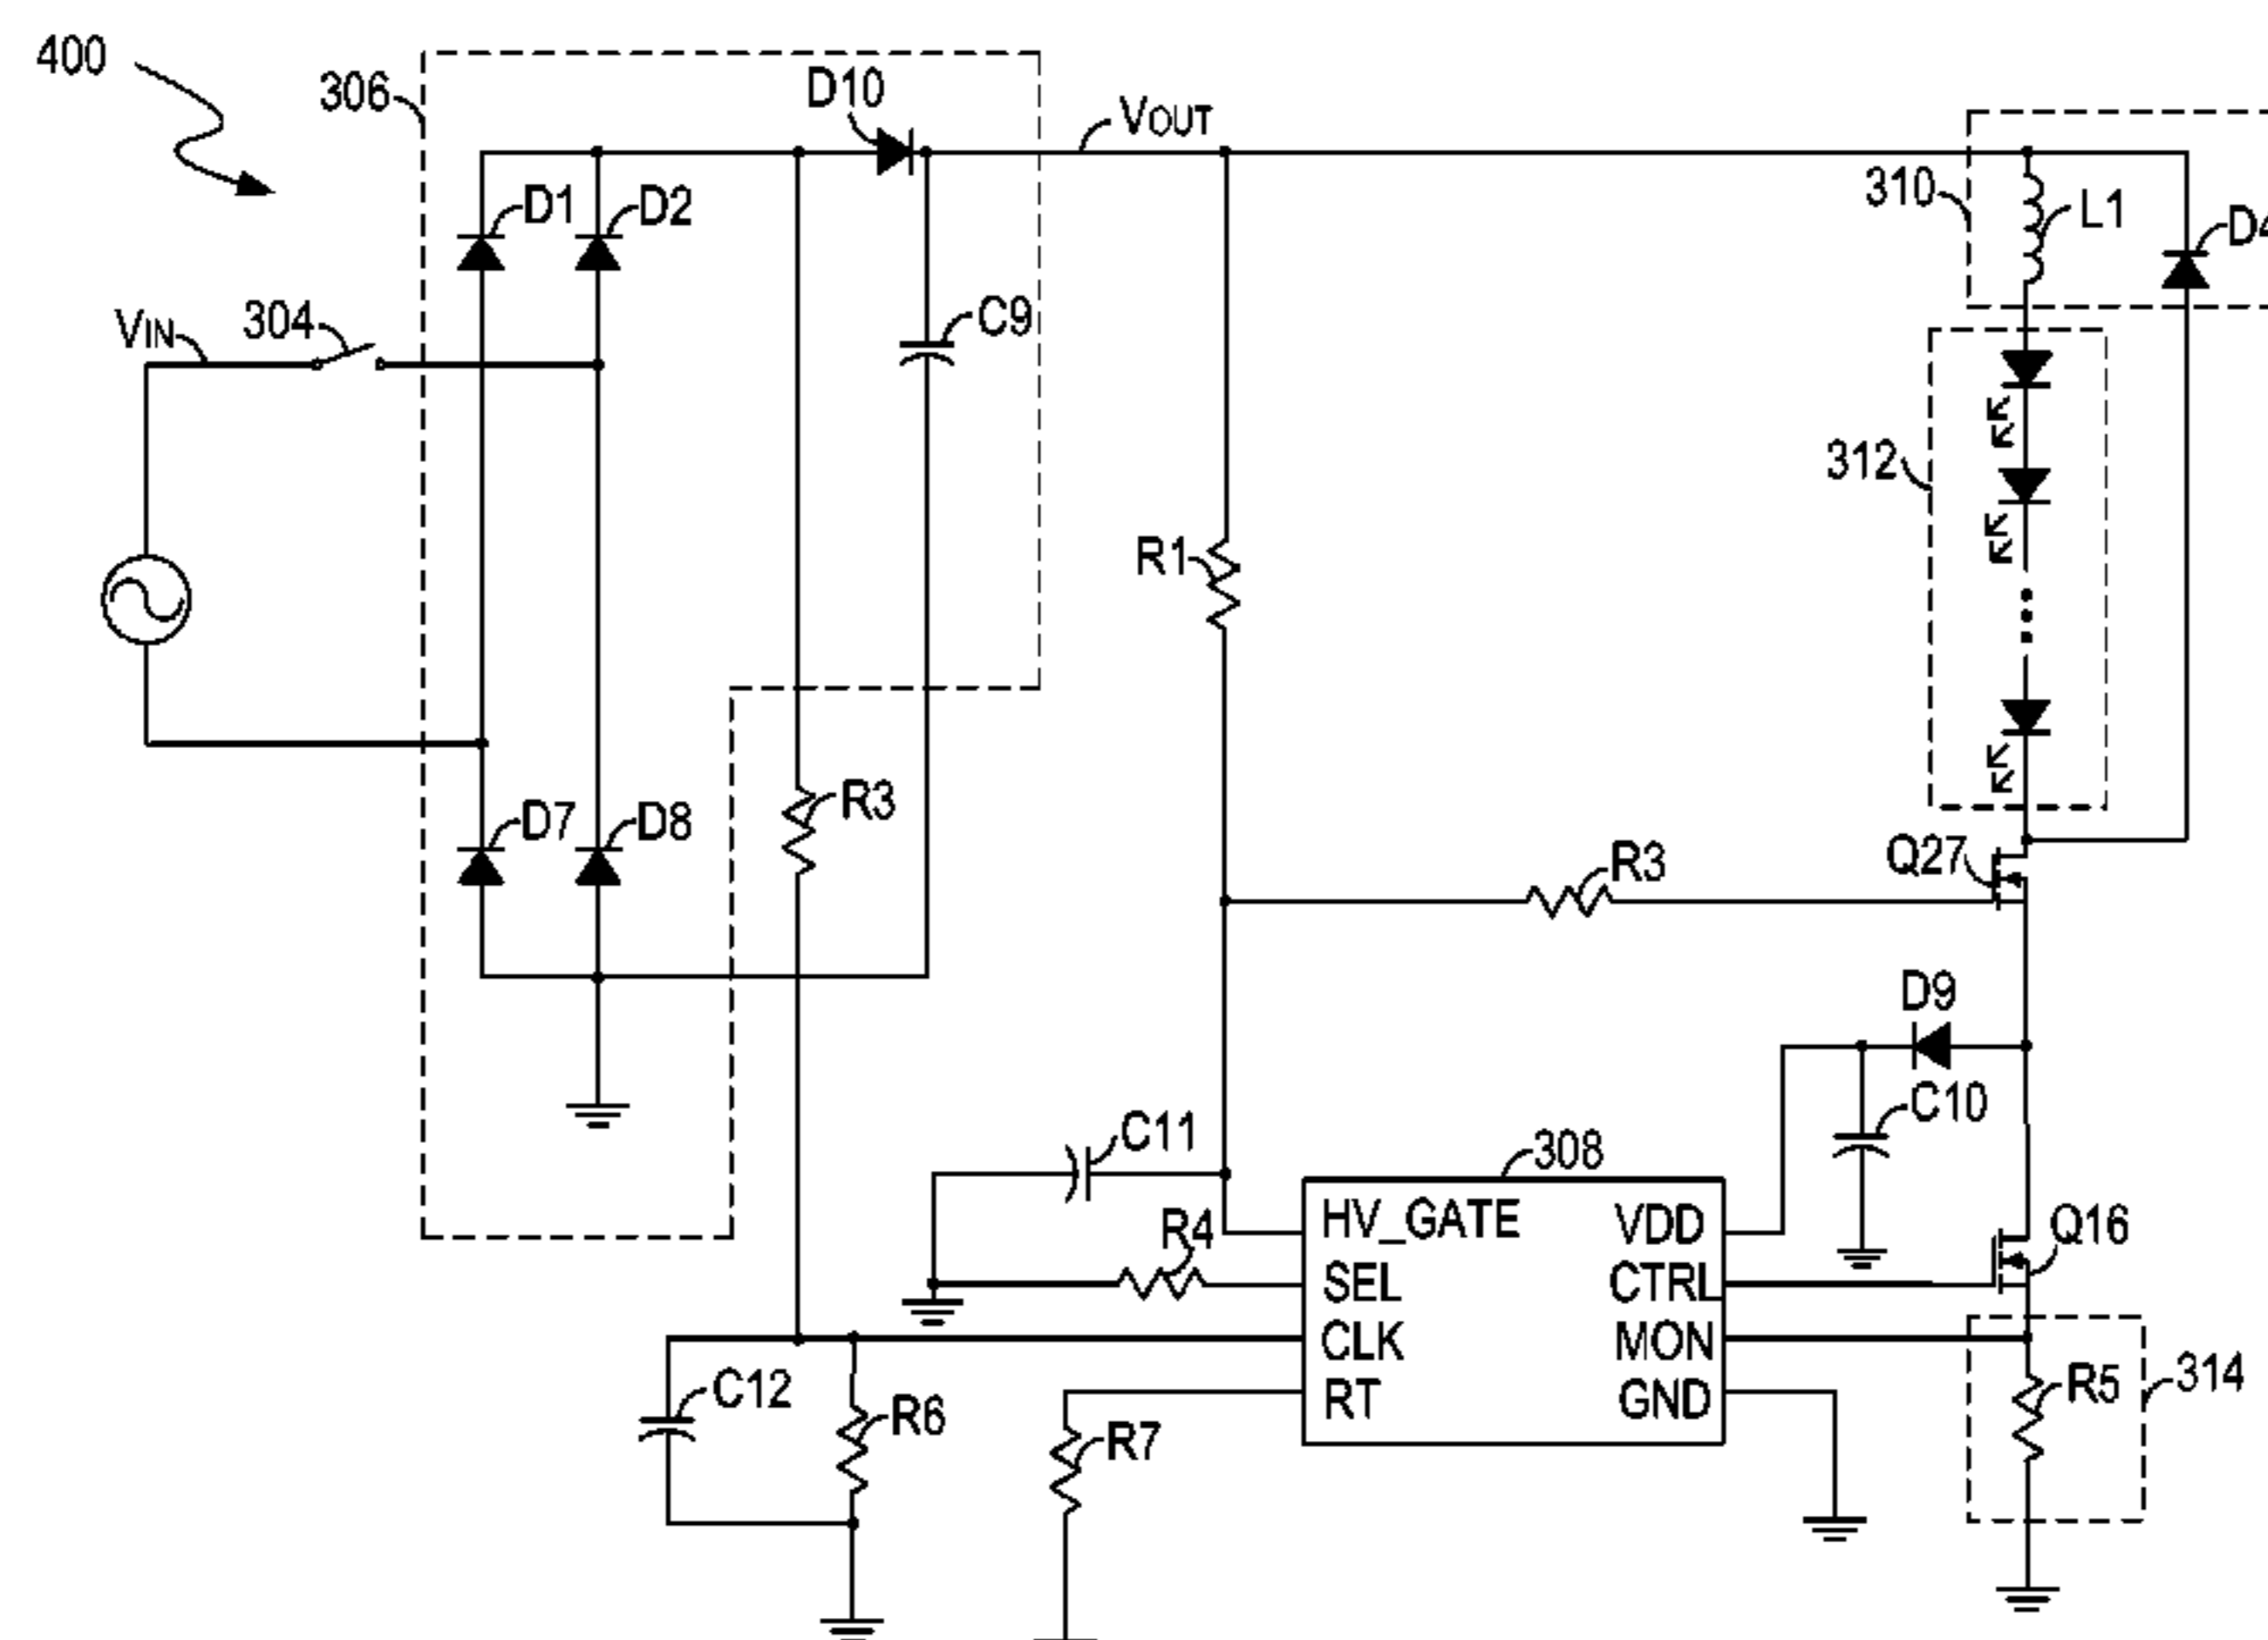 400
306
D10
VOUT
310
L1
D4
D1
D2
VIN
304
C9
312
R1
D7
D8
R3
R3
Q27
D9
C10
C11
308
R4
HV_GATE
VDD
Q16
SEL
CTRL
CLK
MON
RT
GND
C12
R6
R7
R5
314